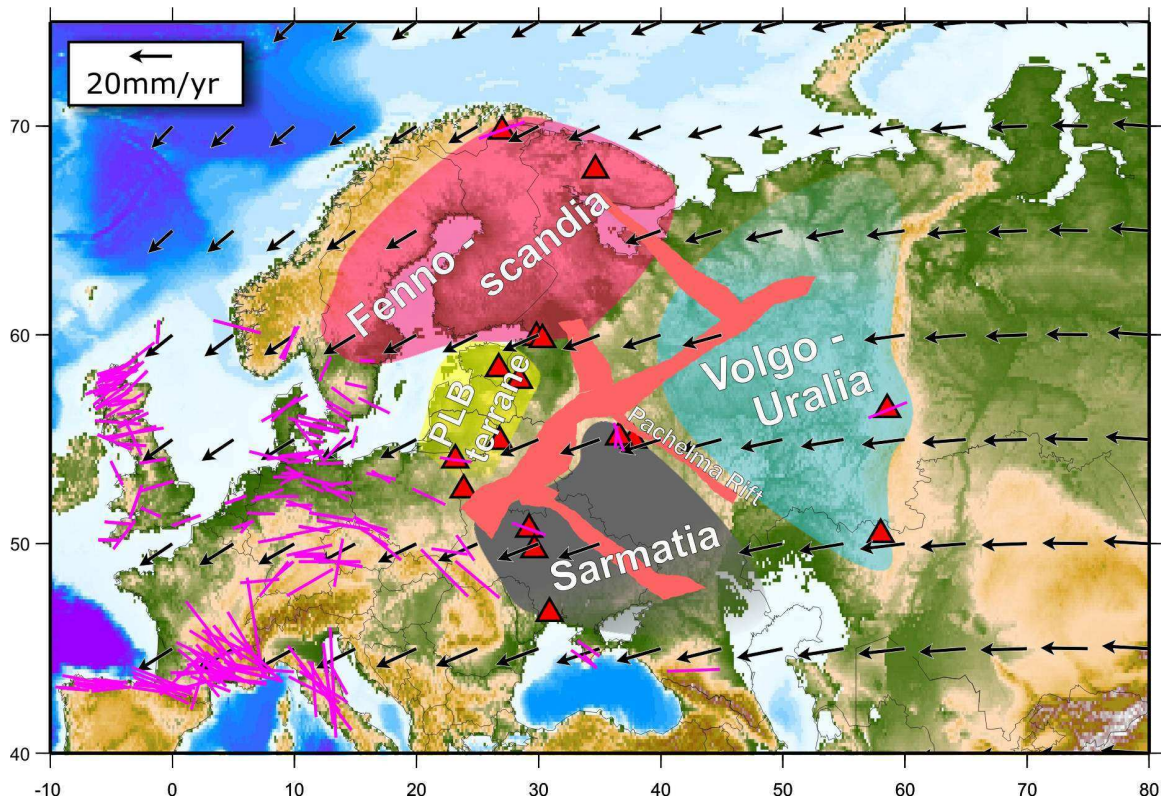 20mm/yr
70
60
50
40
Fenno -
scandia
PLB
terrane
Volgo -
Uralia
Pachelma Rift
Sarmatia
-10 0 10 20 30 40 50 60 70 80